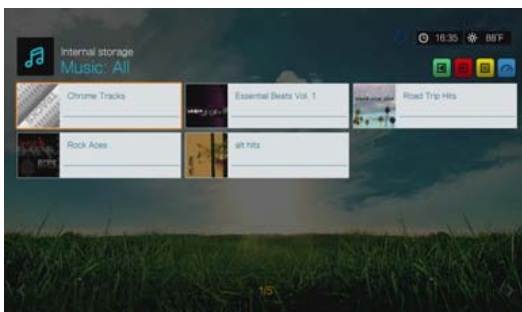 16:35 88°F
Internal storage
Music: All
Chrome Tracks
Essential Beats Vol. 1
Road Trip Hits
Rock Aces
alt hits
1/5